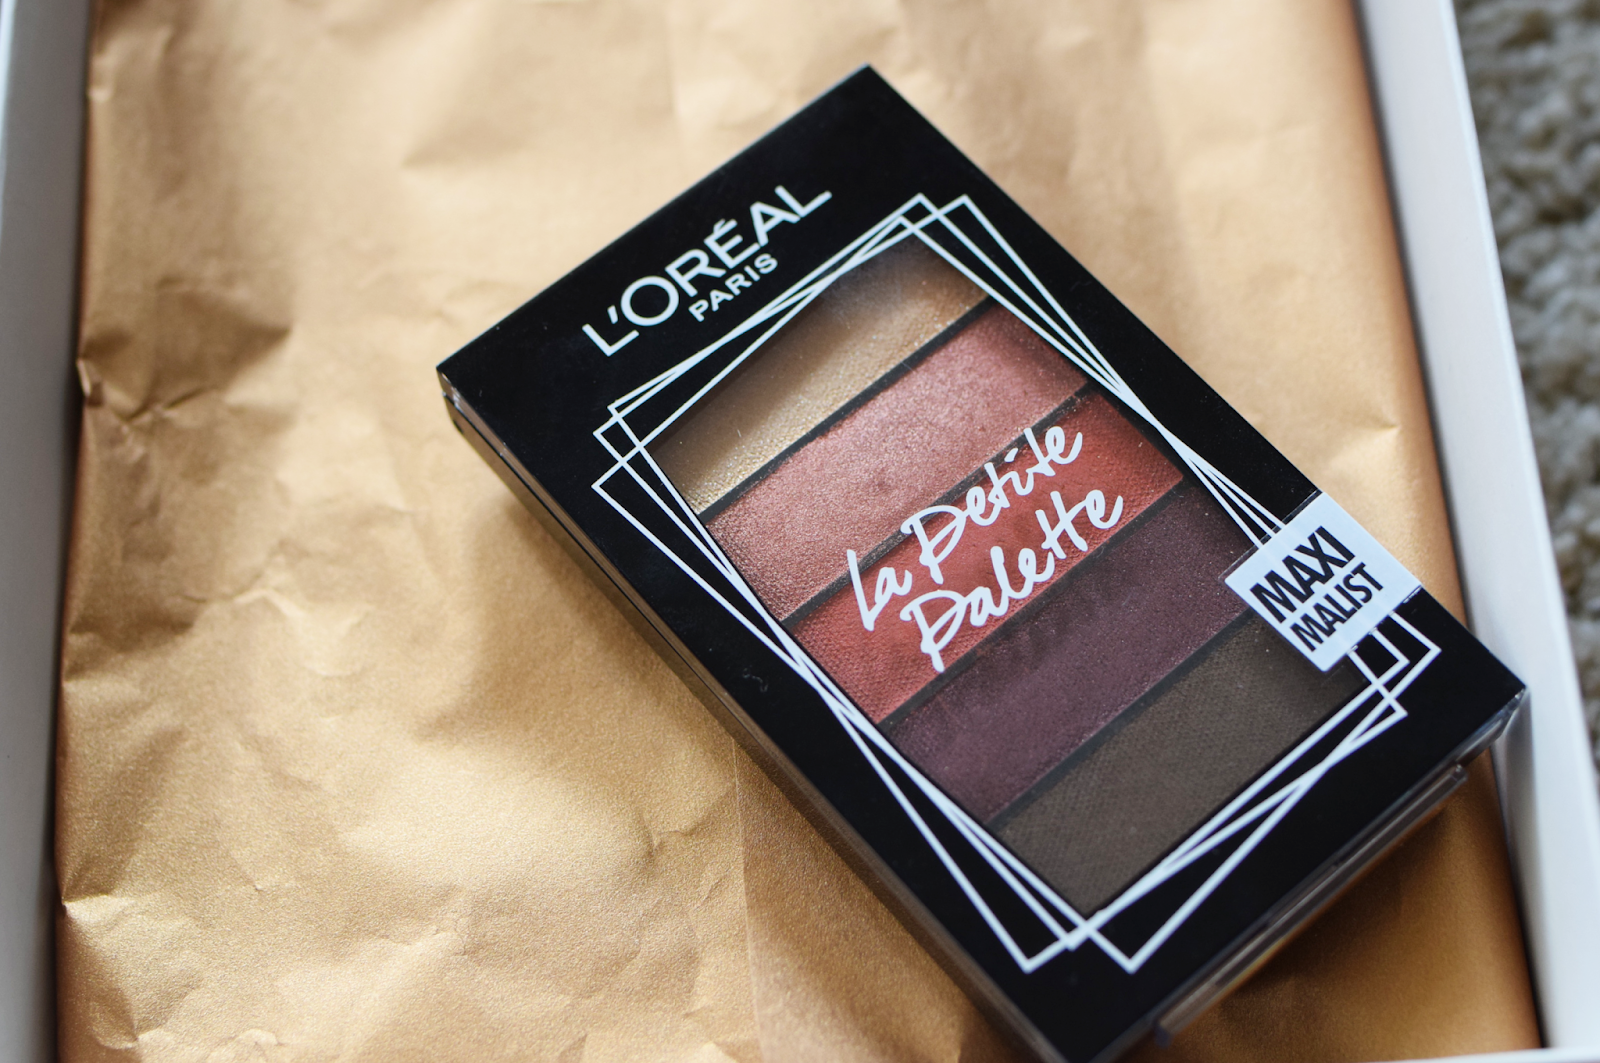 L'ORÉAL
PARIS
La Petite
Palette
MAXI
MALIST